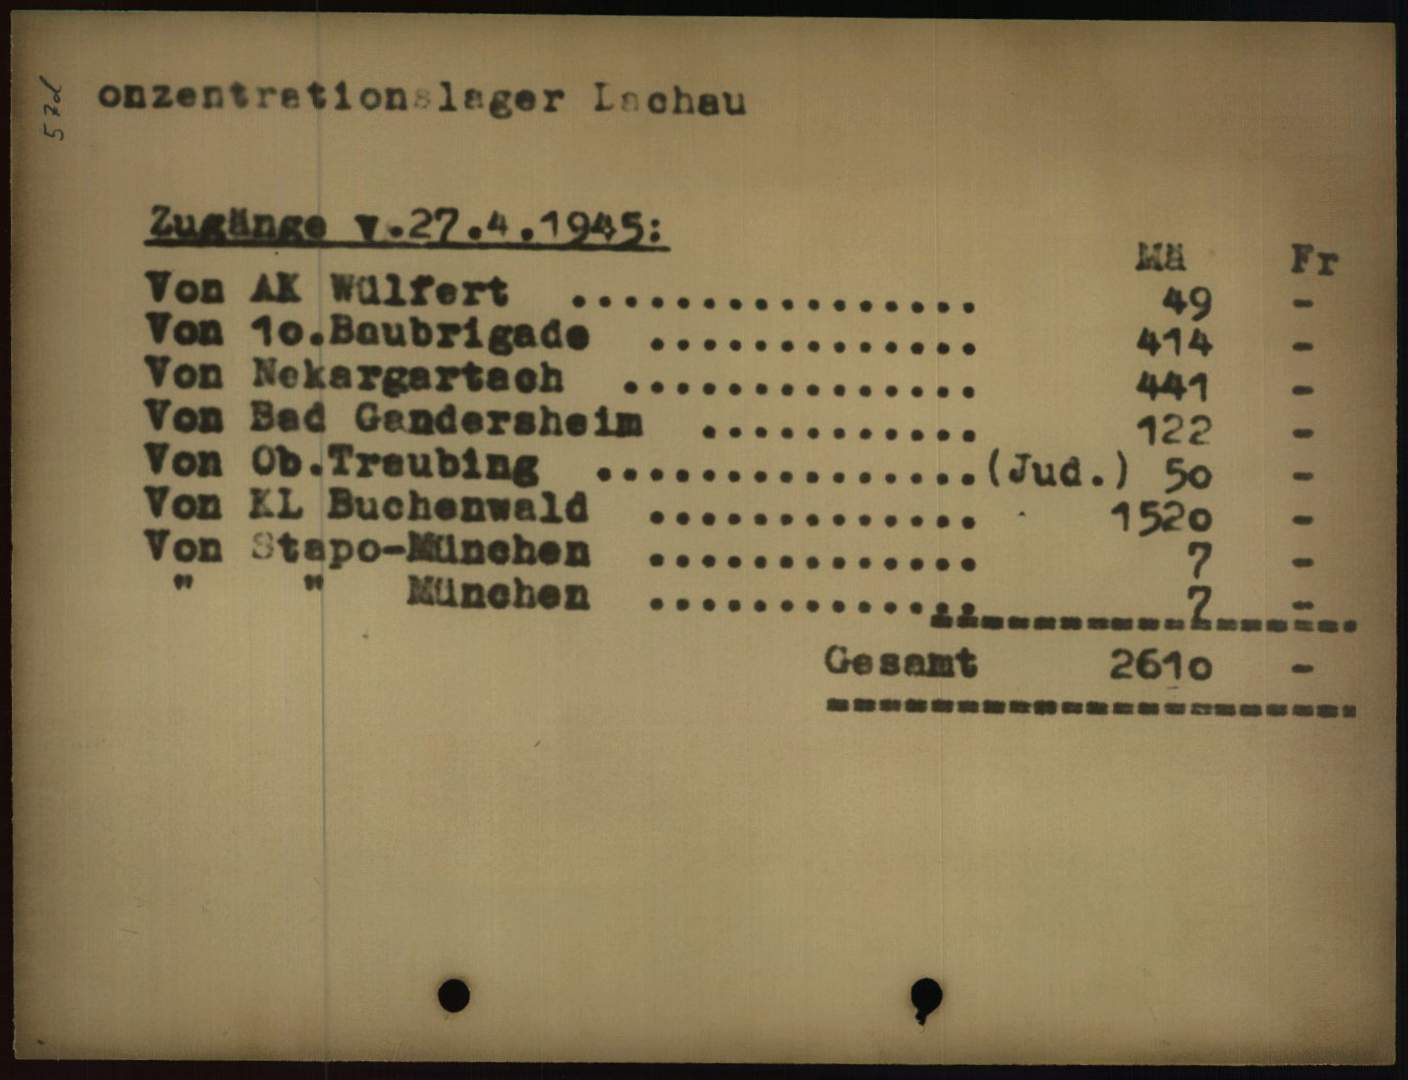 57d
onzentrationslager Dachau
Zugänge v.27.4.1945:
Mä Fr
Von AK Wülfert ................ 49 -
Von 1o.Baubrigade ............. 414 -
Von Nekargartach .............. 441 -
Von Bad Gandersheim ........... 122 -
Von Ob.Traubing ...............(Jud.) 5o -
Von KL Buchenwald ............. 152o -
Von Stapo-München ............. 7 -
" " München ............. 7 -
Gesamt 261o -